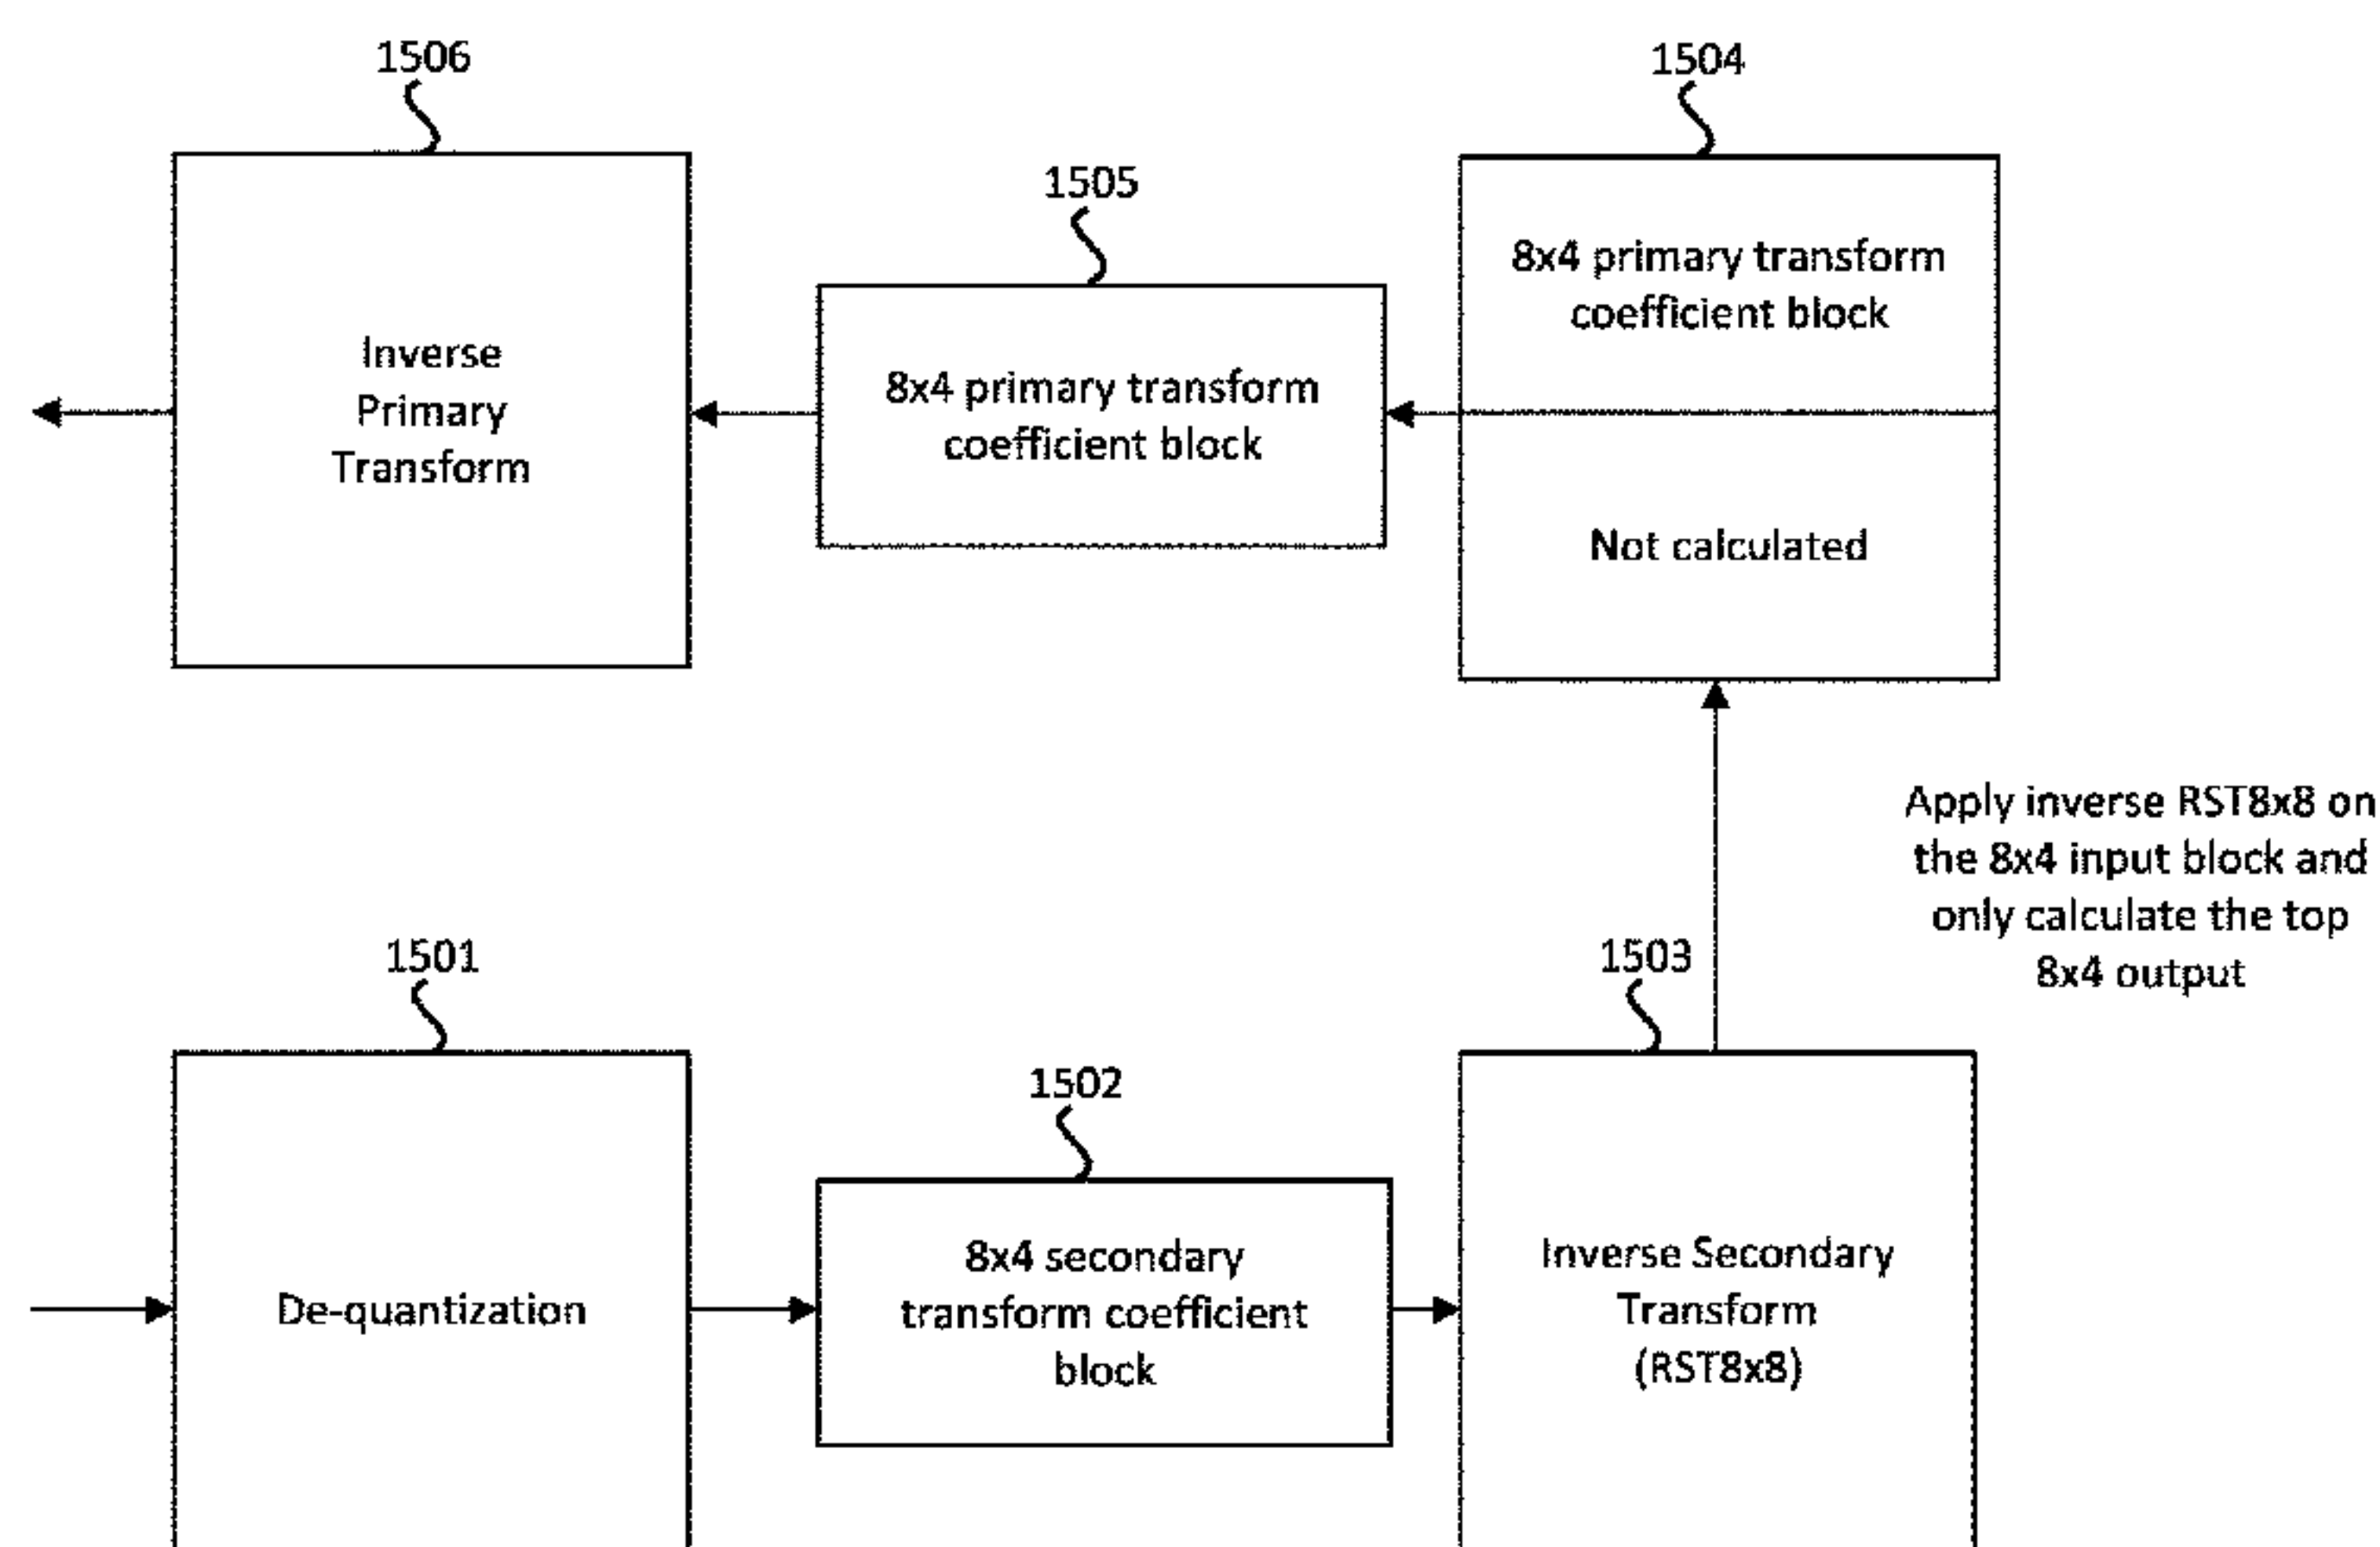 1506
1504
1505
8x4 primary transform
coefficient block
Inverse
Primary
Transform
8x4 primary transform
coefficient block
Not calculated
Apply inverse RST8x8 on
the 8x4 input block and
only calculate the top
8x4 output
1501
1503
1502
De-quantization
8x4 secondary
transform coefficient
block
Inverse Secondary
Transform
(RST8x8)